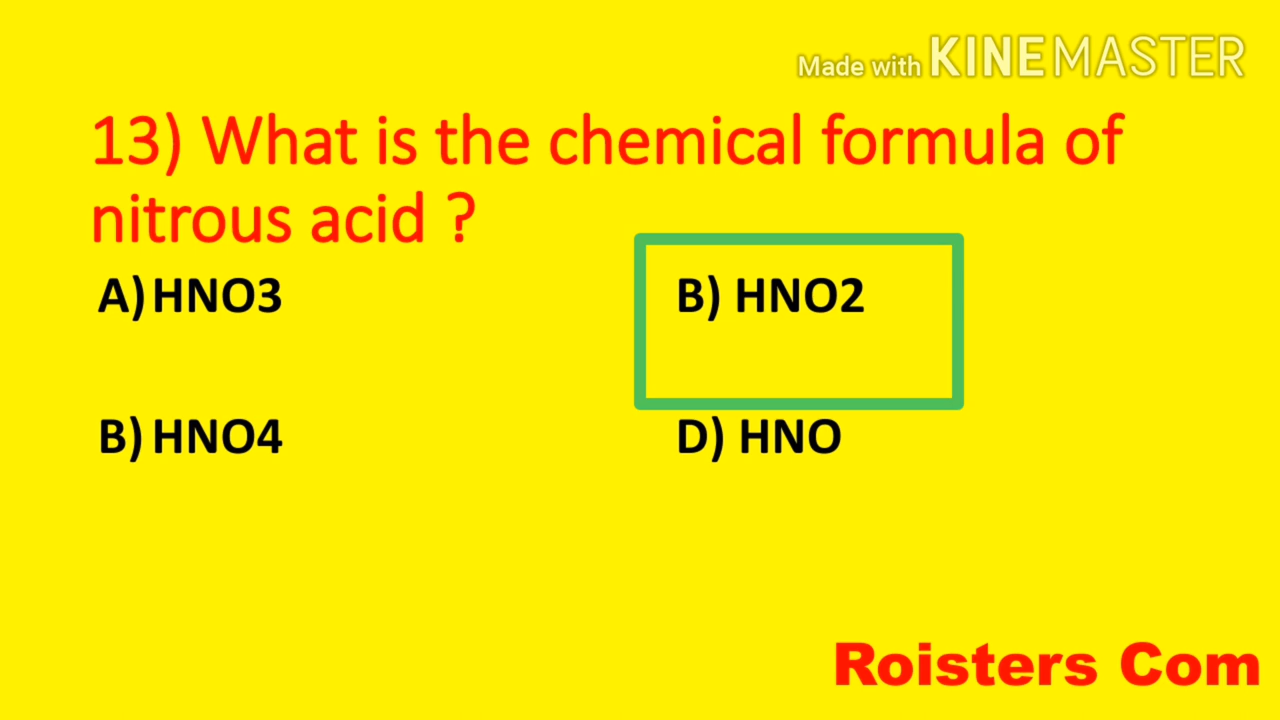 Made with KINEMASTER
13) What is the chemical formula of
nitrous acid ?
A) HNO3
B) HNO2
B) HNO4
D) HNO
Roisters Com